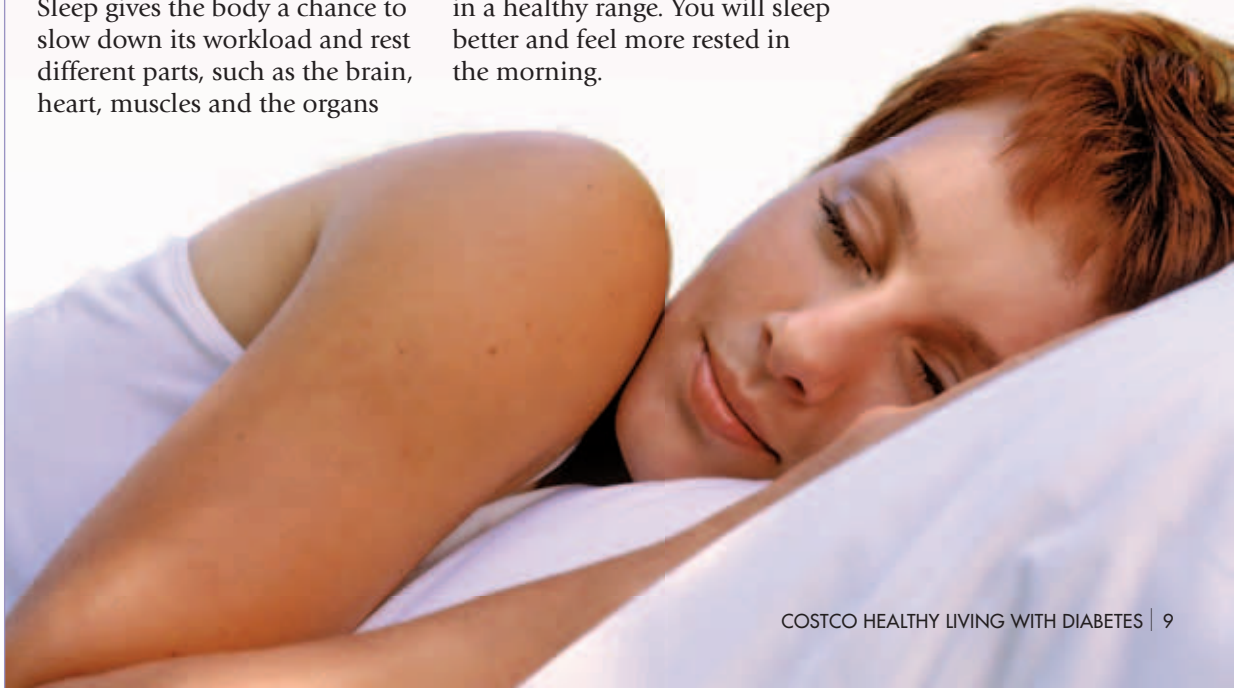 Sleep gives the body a chance to
slow down its workload and rest
different parts, such as the brain,
heart, muscles and the organs
in a healthy range. You will sleep
better and feel more rested in
the morning.
COSTCO HEALTHY LIVING WITH DIABETES | 9